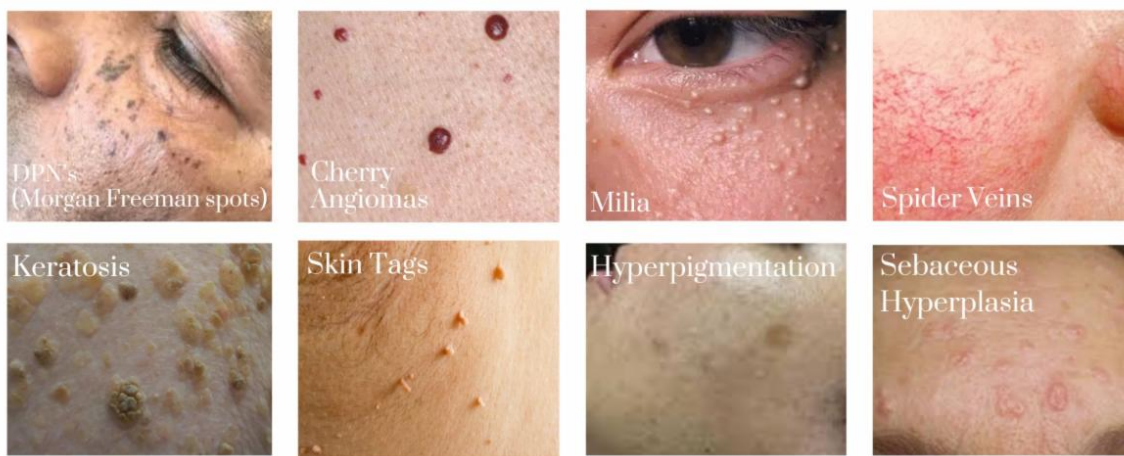 DPN's
(Morgan Freeman spots)
Cherry
Angiomas
Milia
Spider Veins
Keratosis
Skin Tags
Hyperpigmentation
Sebaceous
Hyperplasia